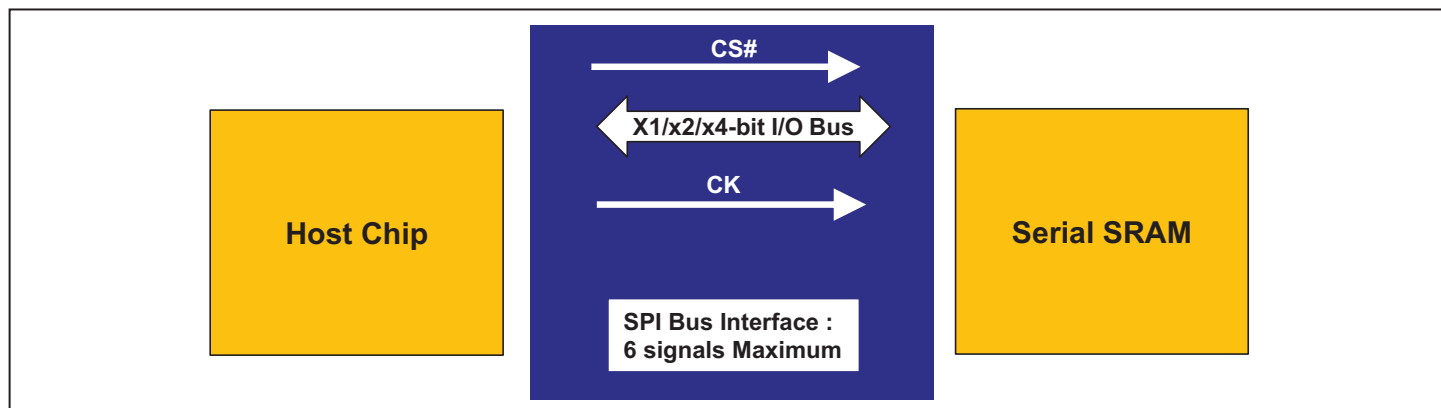 CS#
X1/x2/x4-bit I/O Bus
CK
Host Chip
Serial SRAM
SPI Bus Interface :
6 signals Maximum